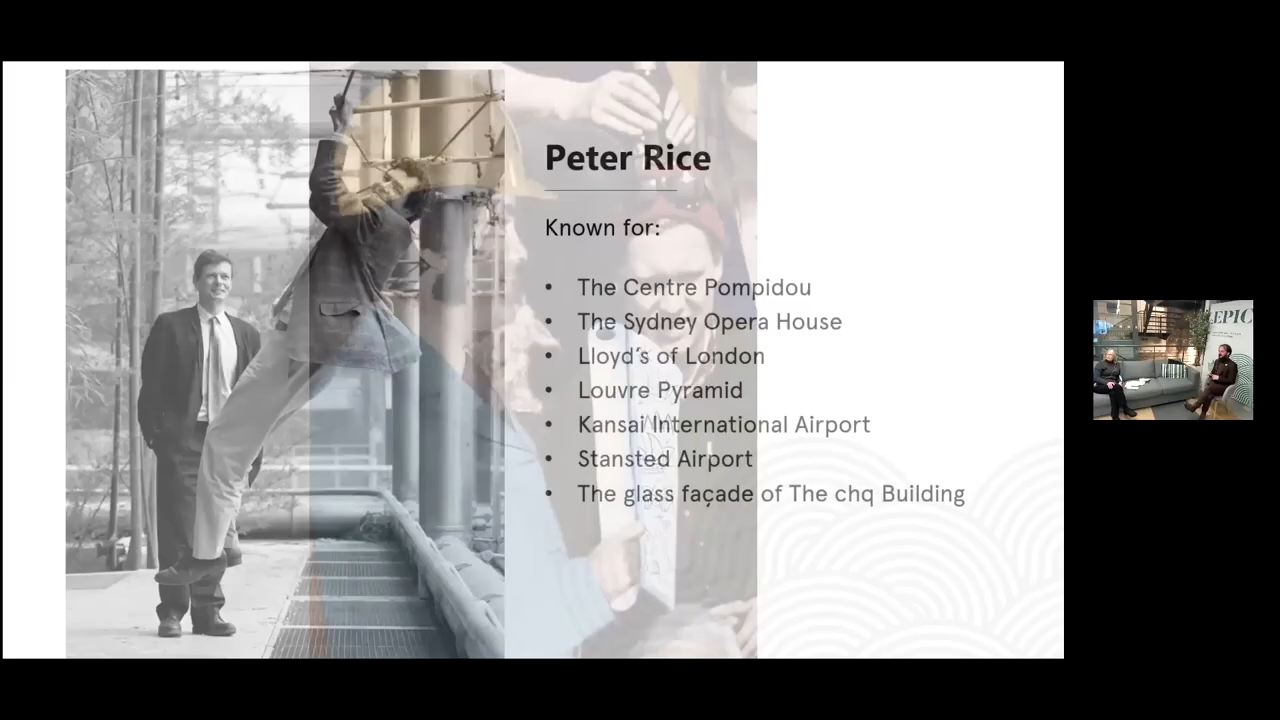 Peter Rice
Known for:
• The Centre Pompidou
• The Sydney Opera House
• Lloyd’s of London
• Louvre Pyramid
• Kansai International Airport
• Stansted Airport
• The glass façade of The chq Building
EPIC